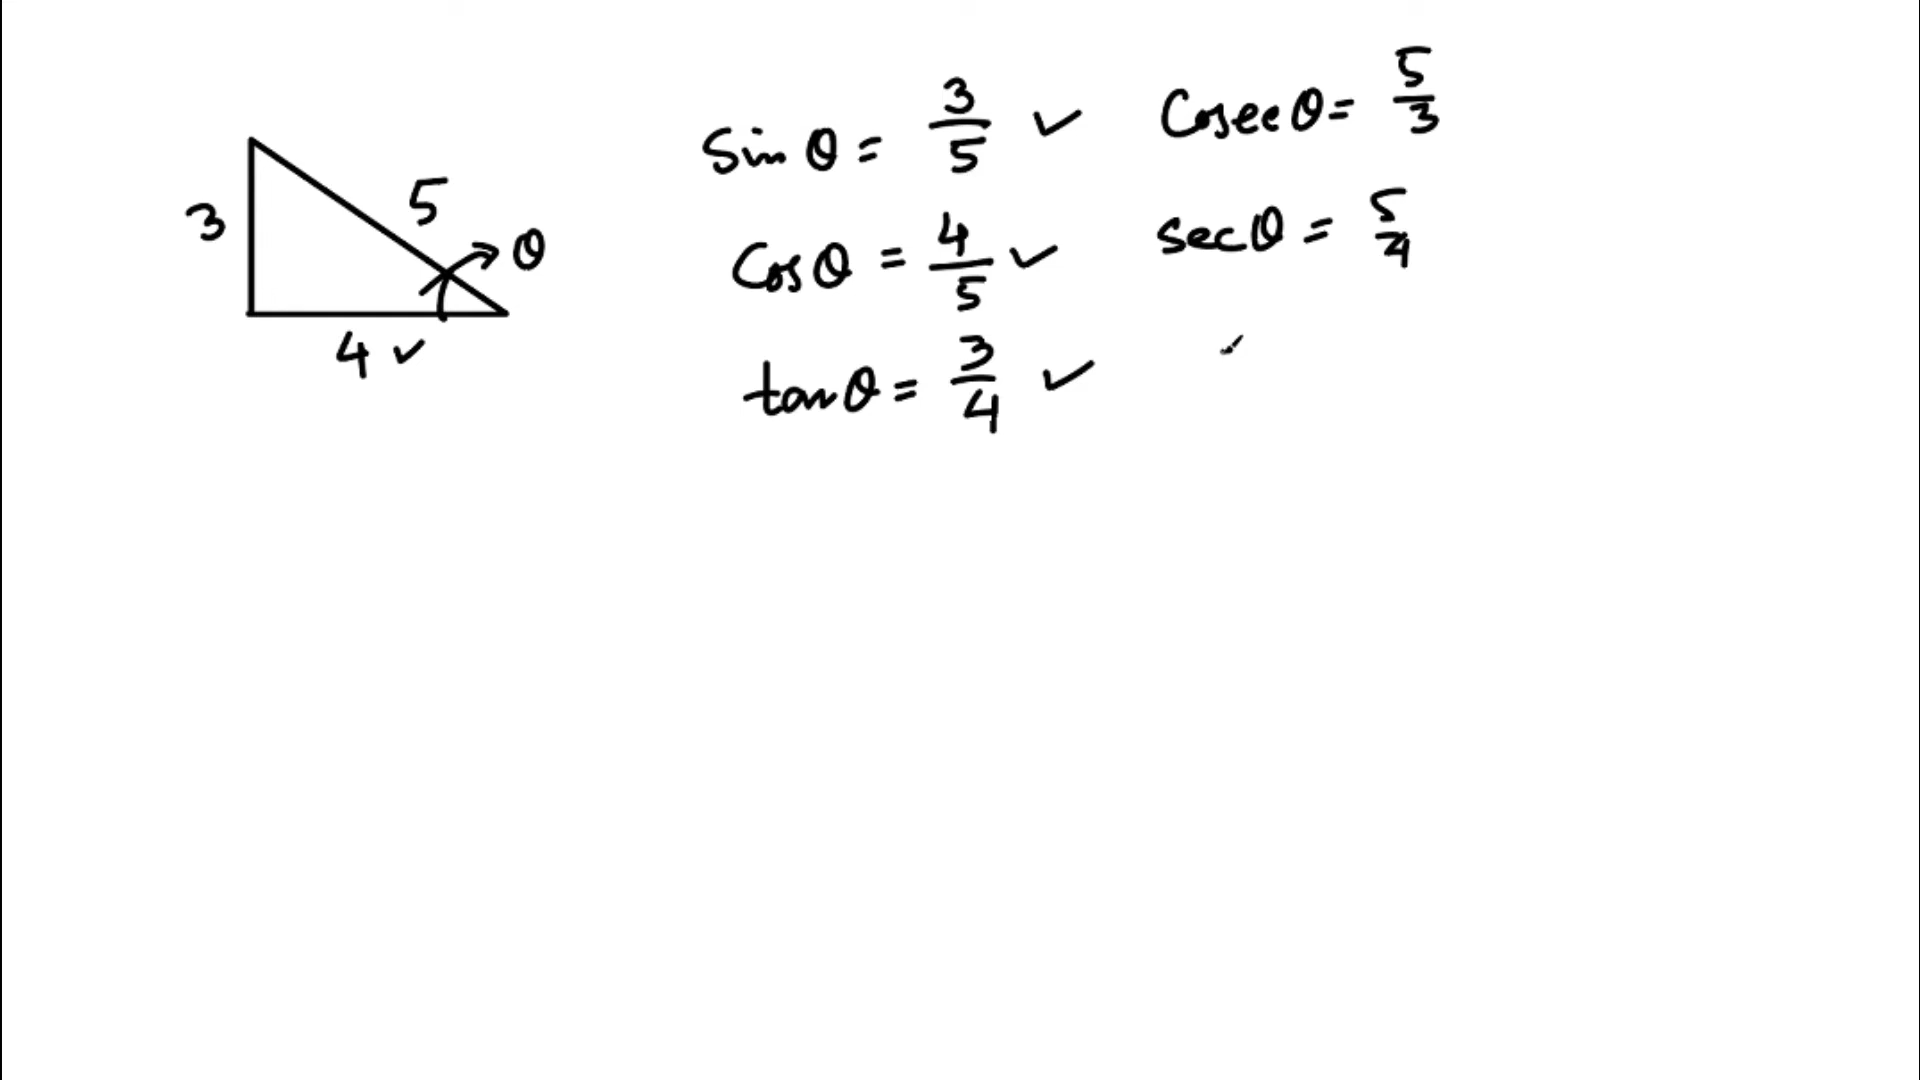 3
5
θ
4 ✓
Sin θ = 3/5 ✓
Cosec θ = 5/3
Cos θ = 4/5 ✓
sec θ = 5/4
tan θ = 3/4 ✓